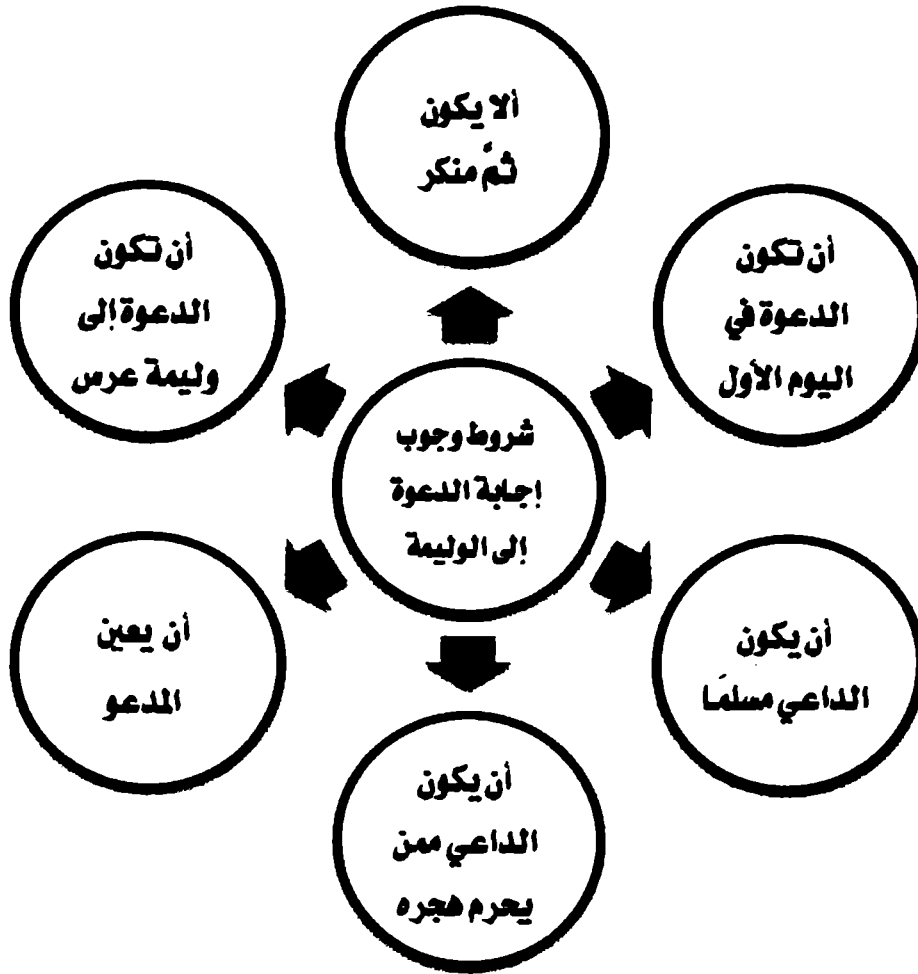 شروط وجوب
إجابة الدعوة
إلى الوليمة
ألا يكون
ثمَّ منكر
أن تكون
الدعوة في
اليوم الأول
أن يكون
الداعي مسلمًا
أن يكون
الداعي ممن
يحرم هجره
أن يعين
المدعو
أن تكون
الدعوة إلى
وليمة عرس